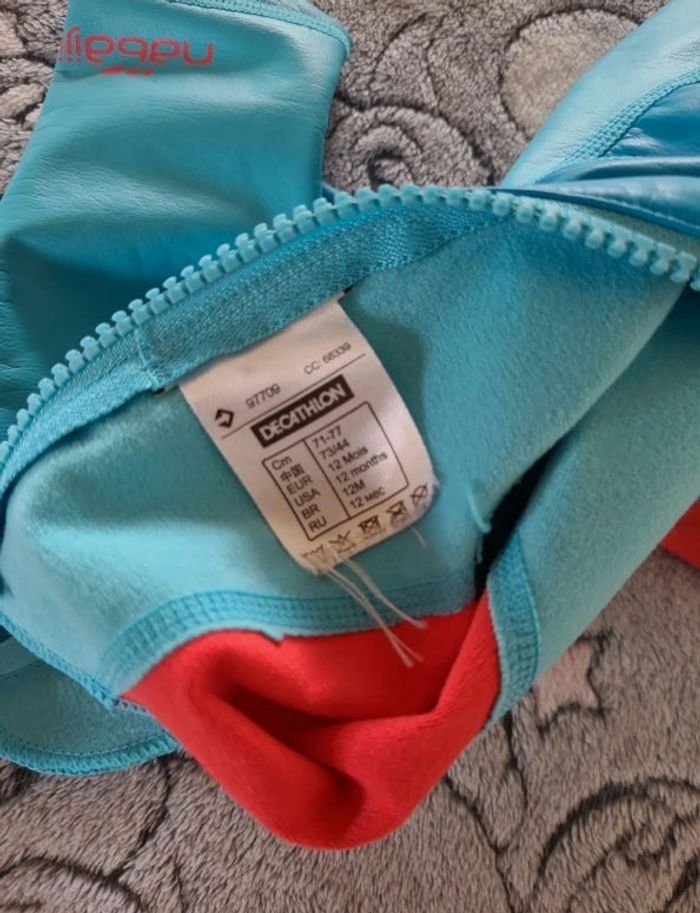 nabaiji
97709 CC: 68339
DECATHLON
Cm 71-77
中国 73/44
EUR 12 Mois
USA 12 months
BR 12M
RU 12 мес